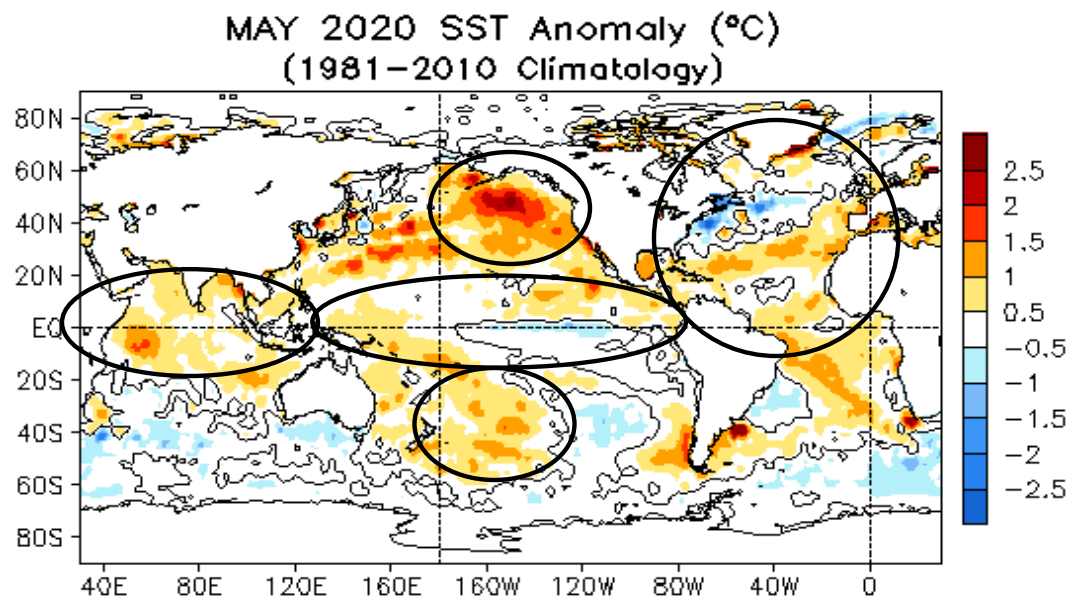 MAY 2020 SST Anomaly (°C)
(1981-2010 Climatology)
80N
60N
40N
20N
EQ
20S
40S
60S
80S
40E 80E 120E 160E 160W 120W 80W 40W 0
2.5
2
1.5
1
0.5
-0.5
-1
-1.5
-2
-2.5